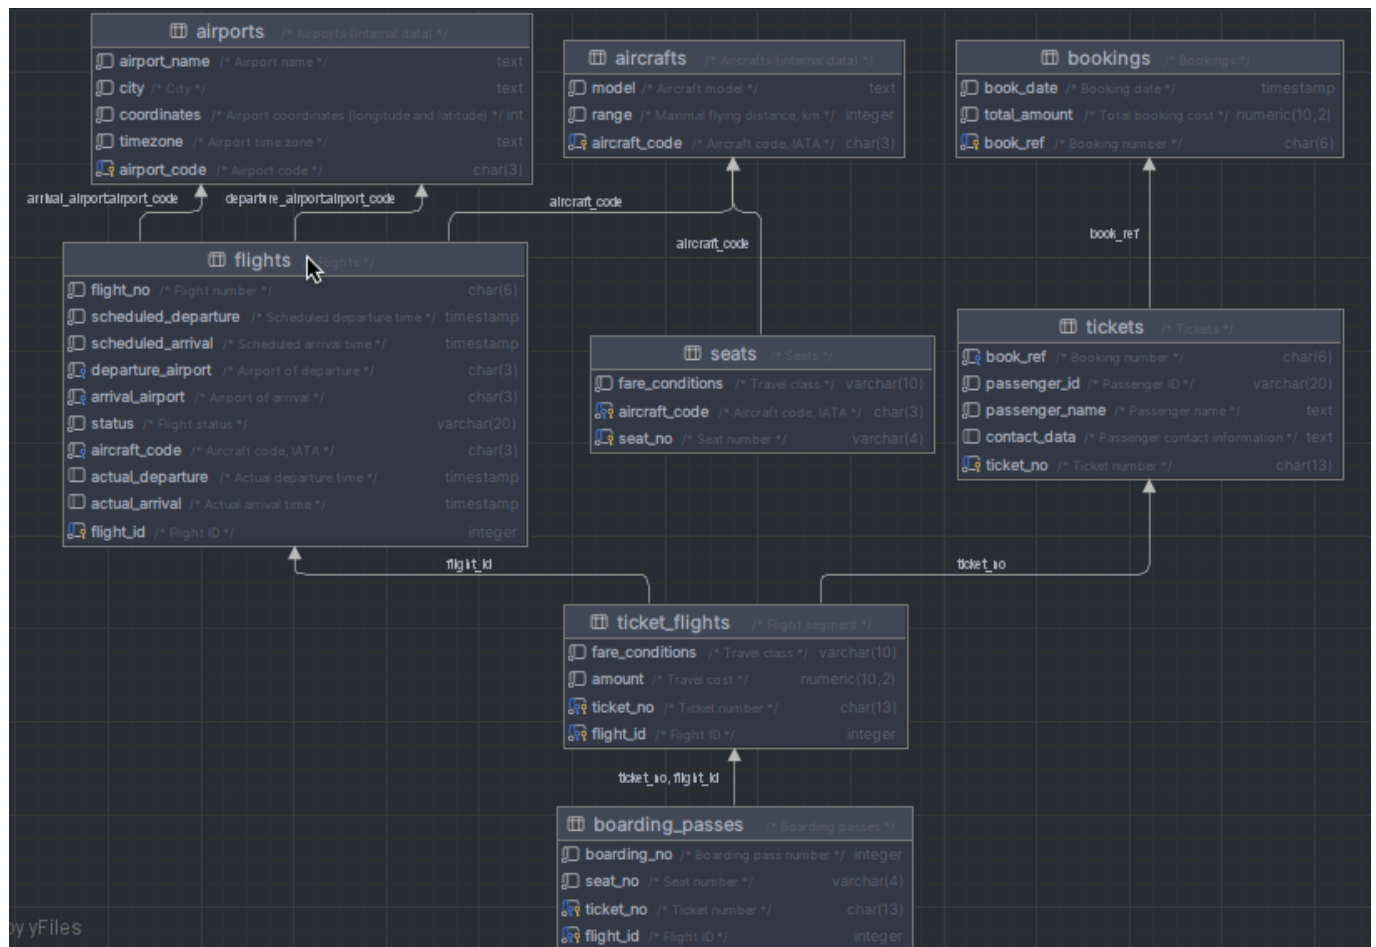 airports /* Airports (internal data) */
airport_name /* Airport name */ text
city /* City */ text
coordinates /* Airport coordinates (longitude and latitude) */ int
timezone /* Airport time zone */ text
airport_code /* Airport code */ char(3)
aircrafts /* Aircrafts (internal data) */
model /* Aircraft model */ text
range /* Maximal flying distance, km */ integer
aircraft_code /* Aircraft code, IATA */ char(3)
bookings /* Bookings */
book_date /* Booking date */ timestamp
total_amount /* Total booking cost */ numeric(10,2)
book_ref /* Booking number */ char(6)
arrival_airport:airport_code
departure_airport:airport_code
aircraft_code
aircraft_code
book_ref
flights /* Flights */
flight_no /* Flight number */ char(6)
scheduled_departure /* Scheduled departure time */ timestamp
scheduled_arrival /* Scheduled arrival time */ timestamp
departure_airport /* Airport of departure */ char(3)
arrival_airport /* Airport of arrival */ char(3)
status /* Flight status */ varchar(20)
aircraft_code /* Aircraft code, IATA */ char(3)
actual_departure /* Actual departure time */ timestamp
actual_arrival /* Actual arrival time */ timestamp
flight_id /* Flight ID */ integer
seats /* Seats */
fare_conditions /* Travel class */ varchar(10)
aircraft_code /* Aircraft code, IATA */ char(3)
seat_no /* Seat number */ varchar(4)
tickets /* Tickets */
book_ref /* Booking number */ char(6)
passenger_id /* Passenger ID */ varchar(20)
passenger_name /* Passenger name */ text
contact_data /* Passenger contact information */ text
ticket_no /* Ticket number */ char(13)
flight_id
ticket_no
ticket_flights /* Flight segment */
fare_conditions /* Travel class */ varchar(10)
amount /* Travel cost */ numeric(10,2)
ticket_no /* Ticket number */ char(13)
flight_id /* Flight ID */ integer
ticket_no, flight_id
boarding_passes /* Boarding passes */
boarding_no /* Boarding pass number */ integer
seat_no /* Seat number */ varchar(4)
ticket_no /* Ticket number */ char(13)
flight_id /* Flight ID */ integer
by yFiles